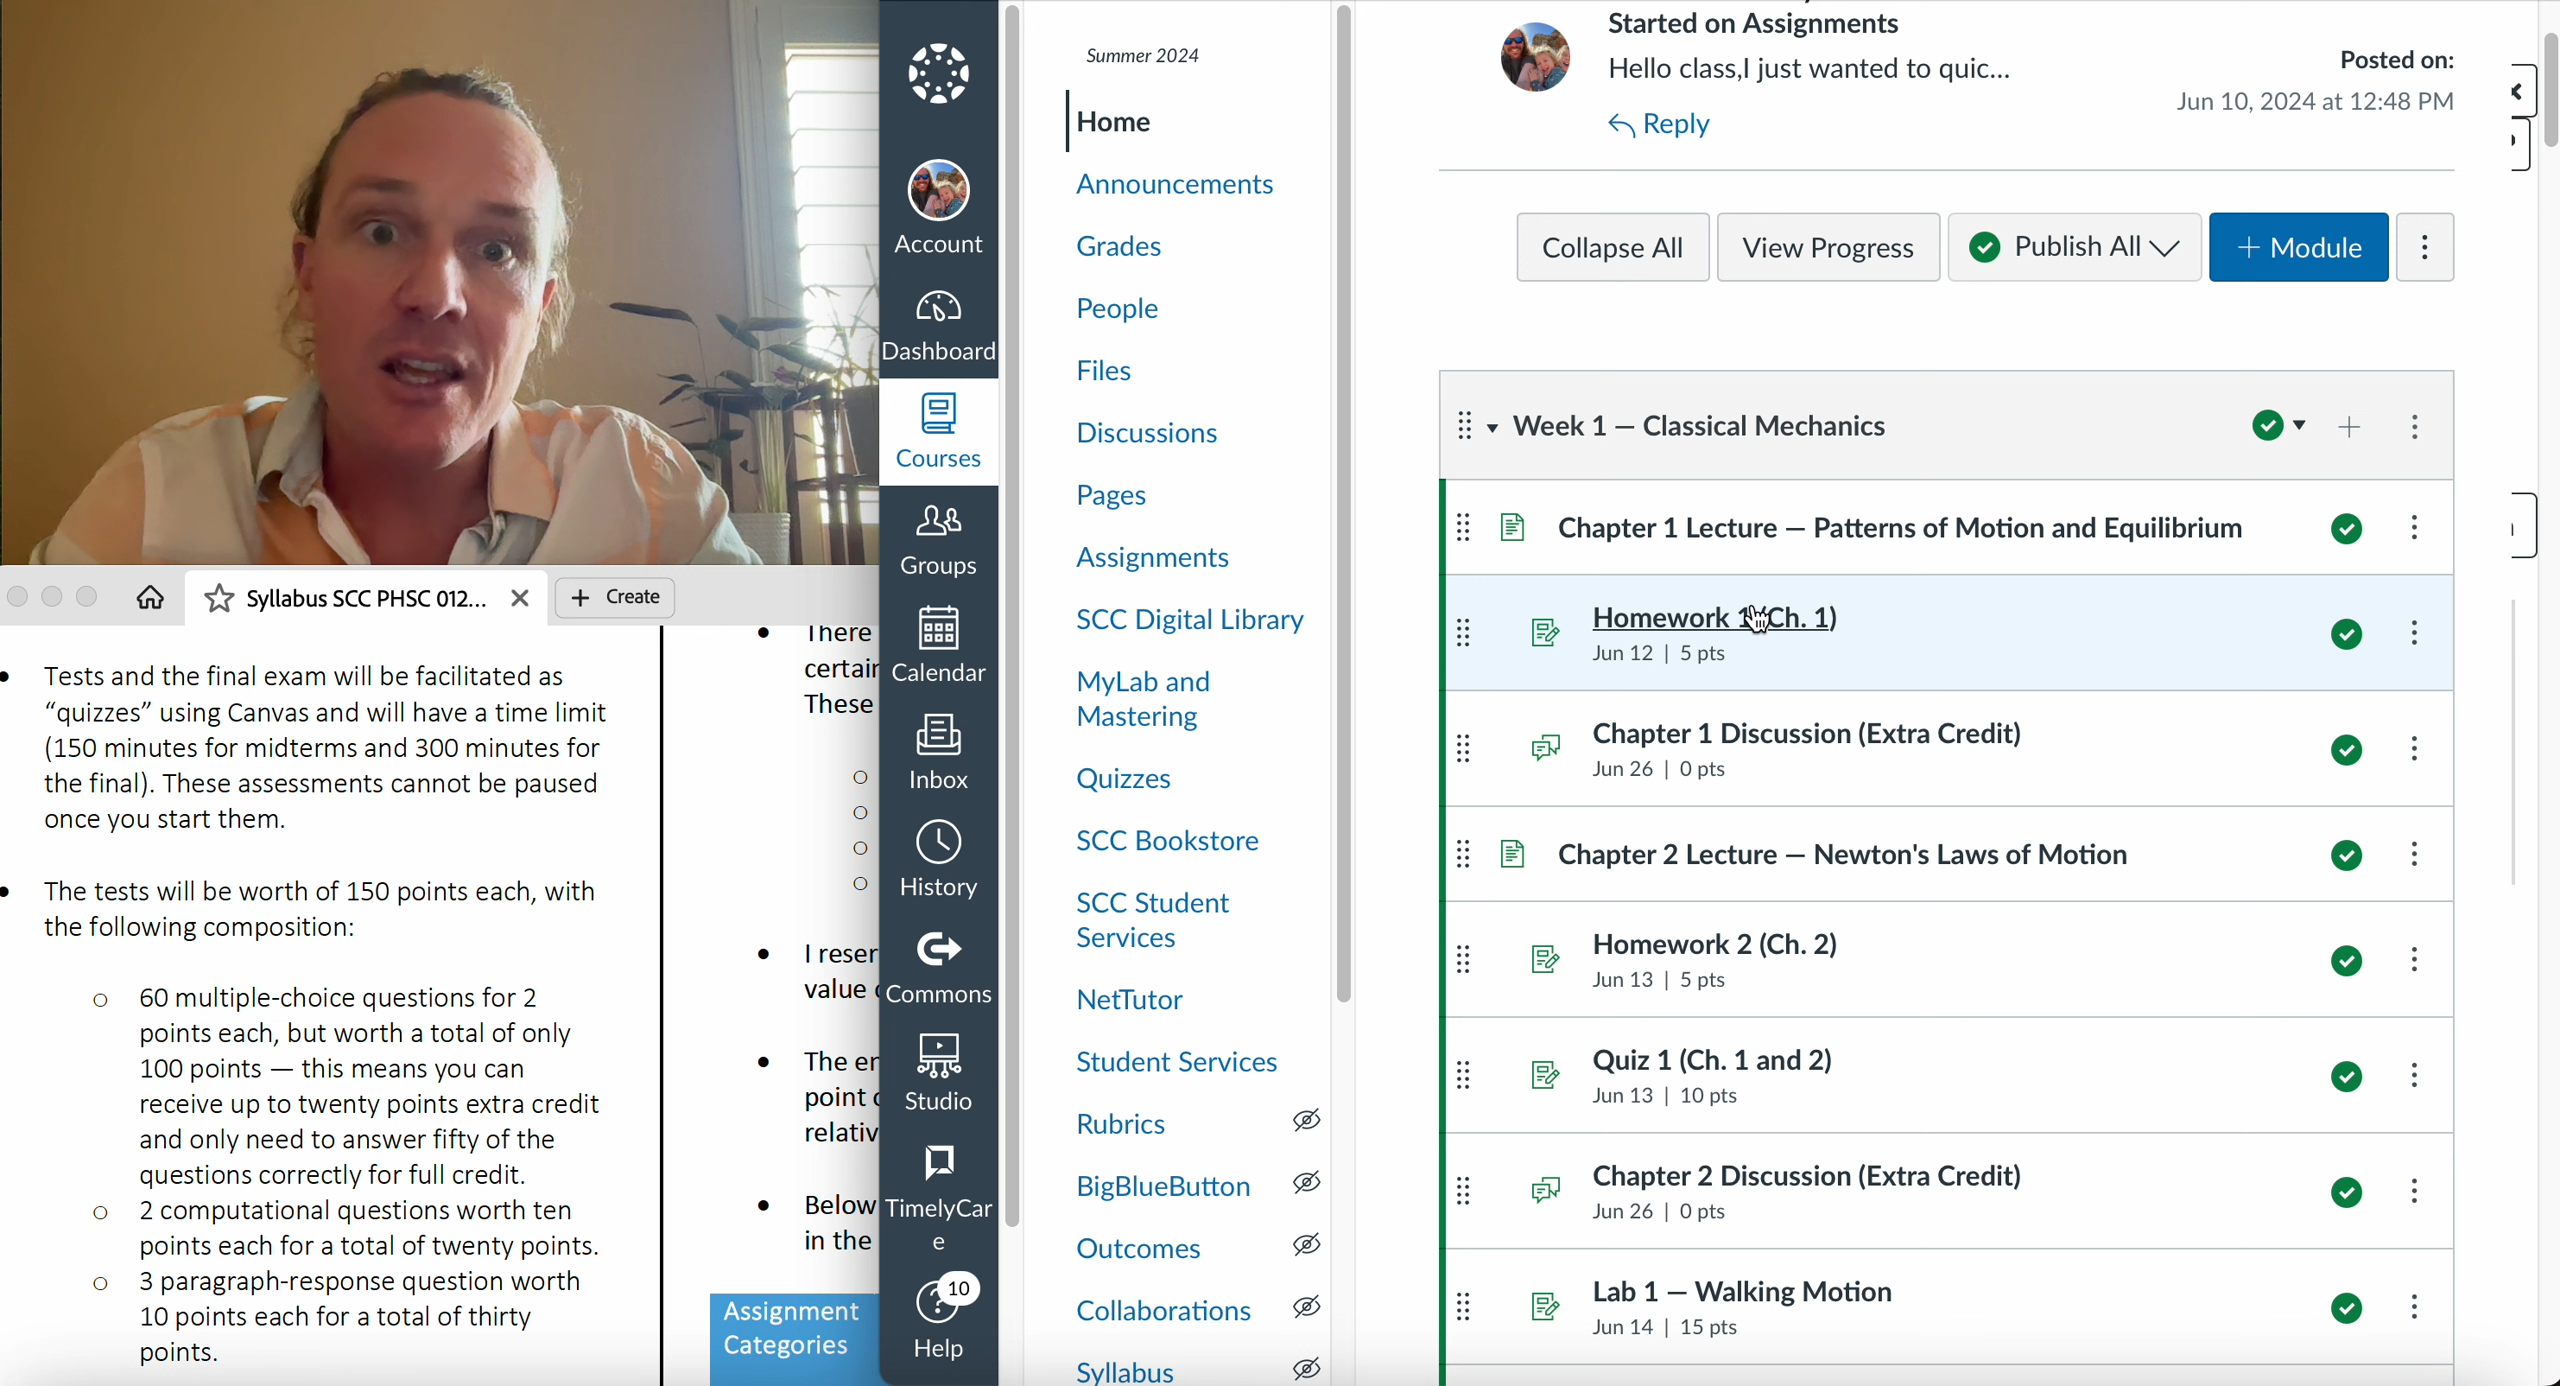 Syllabus SCC PHSC 012...
Create
Tests and the final exam will be facilitated as
“quizzes” using Canvas and will have a time limit
(150 minutes for midterms and 300 minutes for
the final). These assessments cannot be paused
once you start them.
The tests will be worth of 150 points each, with
the following composition:
60 multiple-choice questions for 2
points each, but worth a total of only
100 points — this means you can
receive up to twenty points extra credit
and only need to answer fifty of the
questions correctly for full credit.
2 computational questions worth ten
points each for a total of twenty points.
3 paragraph-response question worth
10 points each for a total of thirty
points.
There
These
value
The
point
Below
in the
Assignment
Categories
Account
Dashboard
Courses
Groups
Calendar
Inbox
History
Commons
Studio
TimelyCar
e
10
Help
Summer 2024
Home
Announcements
Grades
People
Files
Discussions
Pages
Assignments
SCC Digital Library
MyLab and
Mastering
Quizzes
SCC Bookstore
SCC Student
Services
NetTutor
Student Services
Rubrics
BigBlueButton
Outcomes
Collaborations
Syllabus
Started on Assignments
Hello class,I just wanted to quic...
Reply
Posted on:
Jun 10, 2024 at 12:48 PM
Collapse All
View Progress
Publish All
+ Module
Week 1 — Classical Mechanics
Chapter 1 Lecture — Patterns of Motion and Equilibrium
Homework 1 (Ch. 1)
Jun 12 | 5 pts
Chapter 1 Discussion (Extra Credit)
Jun 26 | 0 pts
Chapter 2 Lecture — Newton's Laws of Motion
Homework 2 (Ch. 2)
Jun 13 | 5 pts
Quiz 1 (Ch. 1 and 2)
Jun 13 | 10 pts
Chapter 2 Discussion (Extra Credit)
Jun 26 | 0 pts
Lab 1 — Walking Motion
Jun 14 | 15 pts